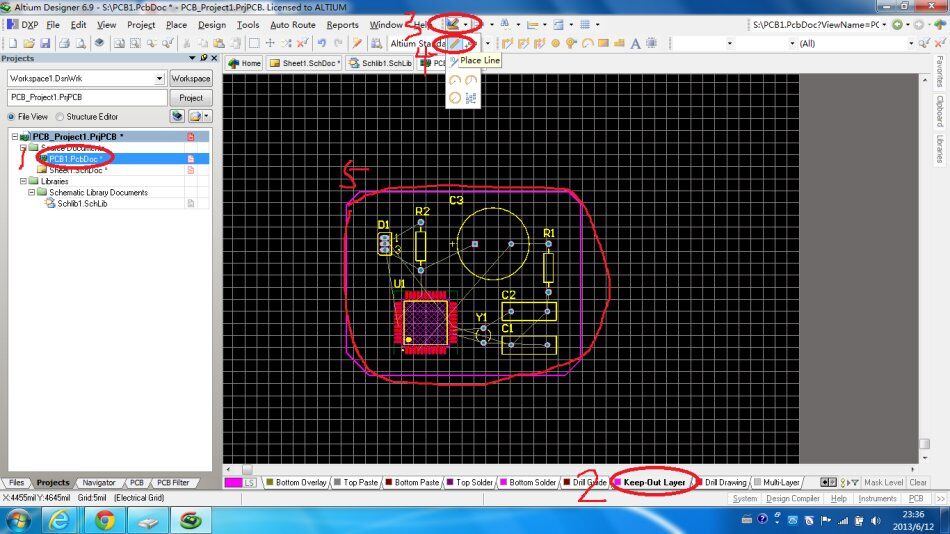 Altium Designer 6.9 - S:\PCB1.PcbDoc * - PCB_Project1.PrjPCB. Licensed to ALTIUM
DXP File Edit View Project Place Design Tools Auto Route Reports Window Help
3
S:\PCB1.PcbDoc?ViewName=PC
Altium Standa
(All)
4
Place Line
Projects
Home Sheet1.SchDoc * Schlib1.SchLib
Workspace1.DsnWrk Workspace
PCB_Project1.PrjPCB Project
File View Structure Editor
PCB_Project1.PrjPCB *
Source Documents
1
PCB1.PcbDoc *
Sheet1.SchDoc *
Libraries
Schematic Library Documents
Schlib1.SchLib
Favorites
Clipboard
Libraries
5
C3
R2
D1
1
3
+
R1
U1
C2
Y1
C1
Files Projects Navigator PCB PCB Filter
LS Bottom Overlay Top Paste Bottom Paste Top Solder Bottom Solder Drill Guide Keep-Out Layer Drill Drawing Multi-Layer Mask Level Clear
2
X:4455mil Y:4645mil Grid:5mil (Electrical Grid)
System Design Compiler Help Instruments PCB >>
23:36
2013/6/12